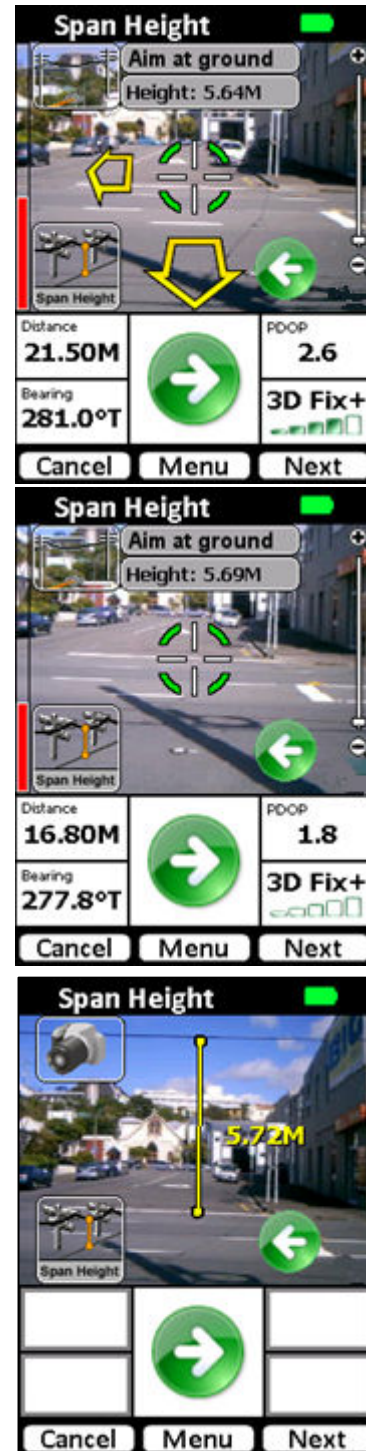 Span Height
Aim at ground
Height: 5.64M
Span Height
Distance
21.50M
PDOP
2.6
Bearing
281.0°T
3D Fix+
Cancel Menu Next
Span Height
Aim at ground
Height: 5.69M
Span Height
Distance
16.80M
PDOP
1.8
Bearing
277.8°T
3D Fix+
Cancel Menu Next
Span Height
5.72M
Span Height
Cancel Menu Next